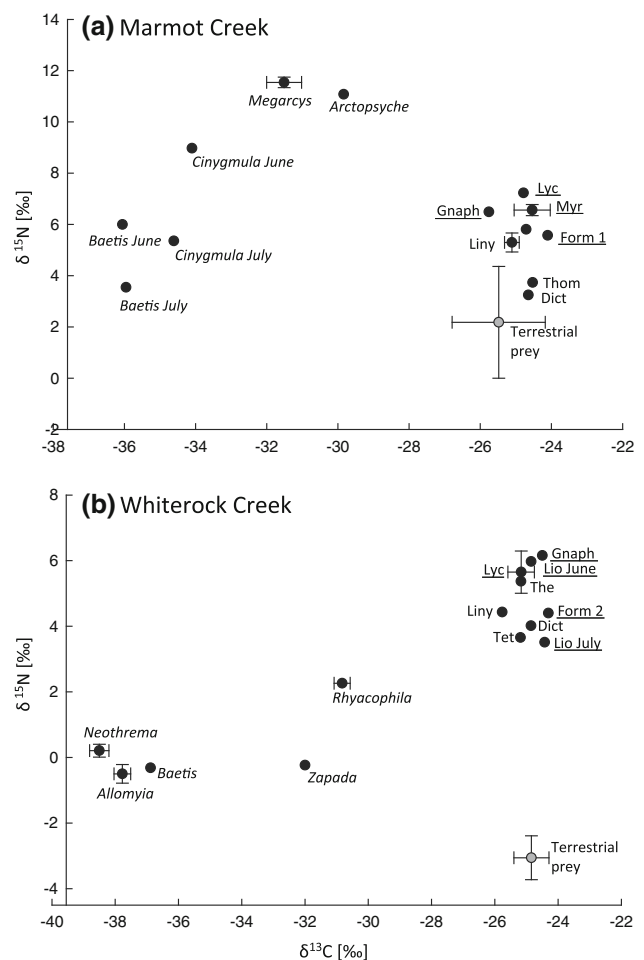 (a) Marmot Creek
14
12
10
8
6
4
2
0
-2
δ 15N [‰]
Megarcys
Arctopsyche
Cinygmula June
Lyc
Gnaph
Myr
Baetis June
Cinygmula July
Liny
Form 1
Baetis July
Thom
Dict
Terrestrial
prey
-38 -36 -34 -32 -30 -28 -26 -24 -22
(b) Whiterock Creek
8
6
4
2
0
-2
-4
δ 15N [‰]
Gnaph
Lyc
Lio June
The
Liny
Form 2
Dict
Tet
Lio July
Rhyacophila
Neothrema
Baetis
Zapada
Allomyia
Terrestrial
prey
-40 -38 -36 -34 -32 -30 -28 -26 -24 -22
δ13C [‰]